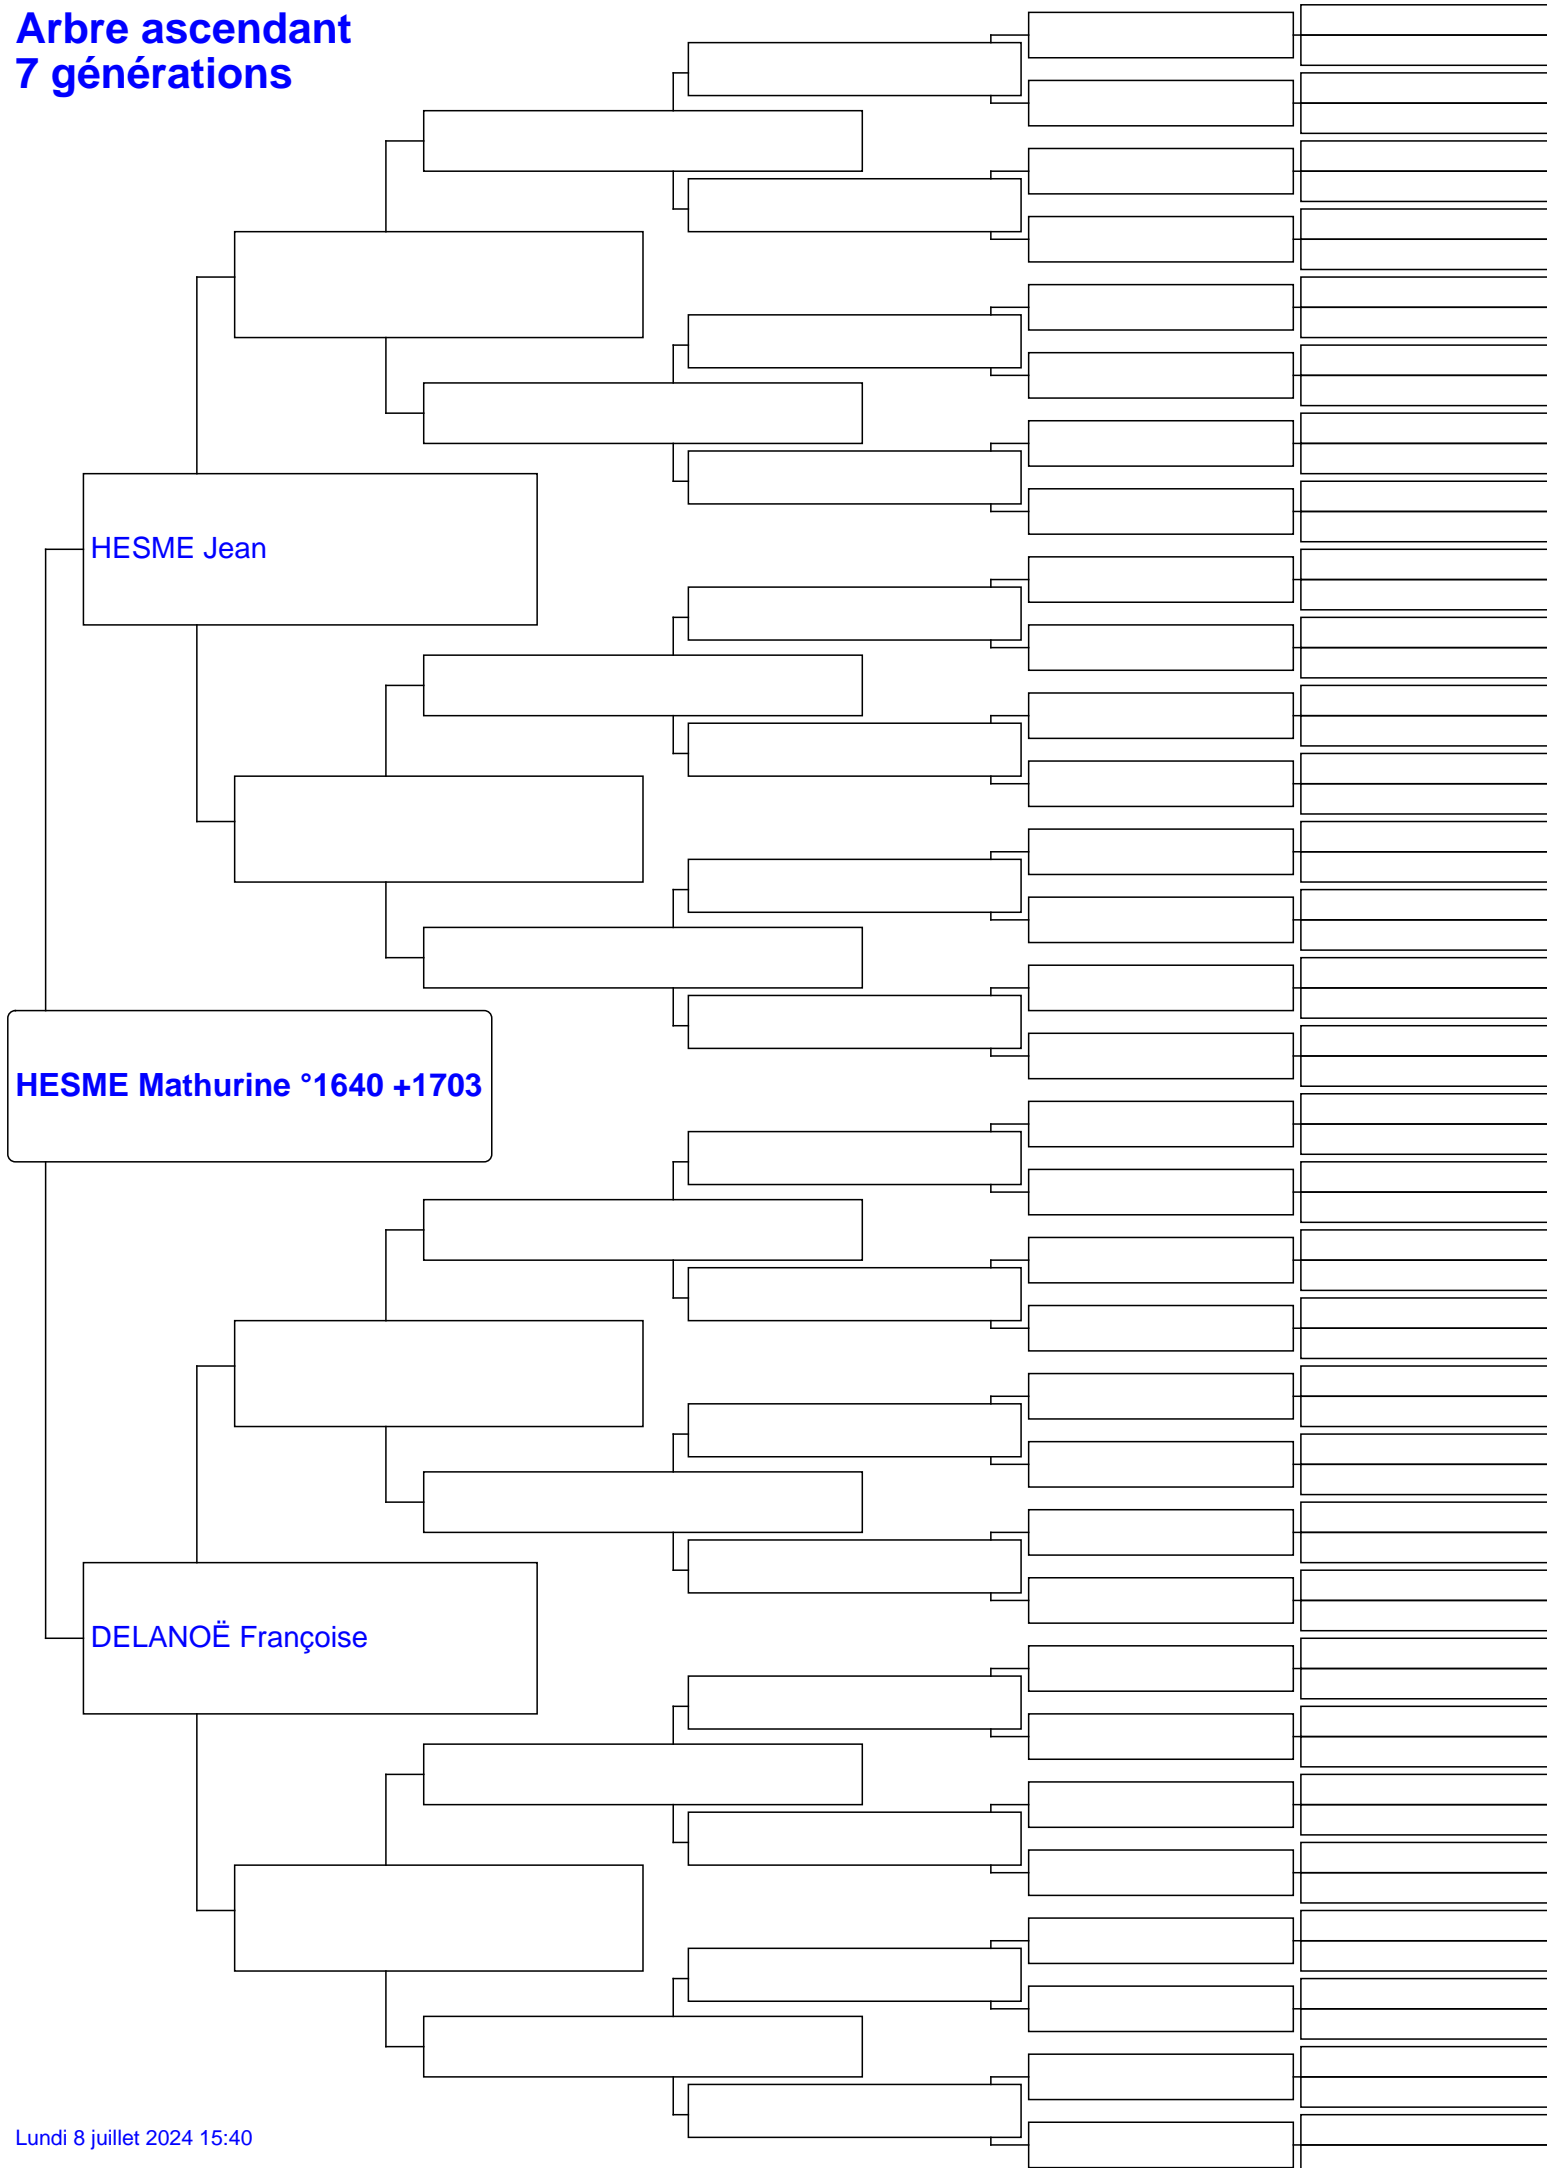 Arbre ascendant
7 générations
HESME Jean
HESME Mathurine °1640 +1703
DELANOË Françoise
Lundi 8 juillet 2024 15:40